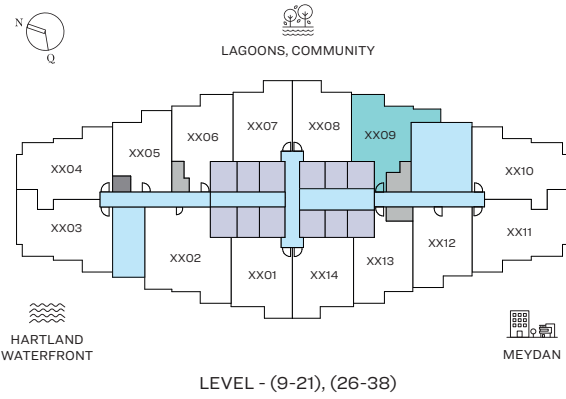 N
Q
LAGOONS, COMMUNITY
XX07
XX08
XX06
XX09
XX05
XX04
XX10
XX03
XX11
XX02
XX12
XX13
XX01
XX14
HARTLAND
WATERFRONT
MEYDAN
LEVEL - (9-21), (26-38)